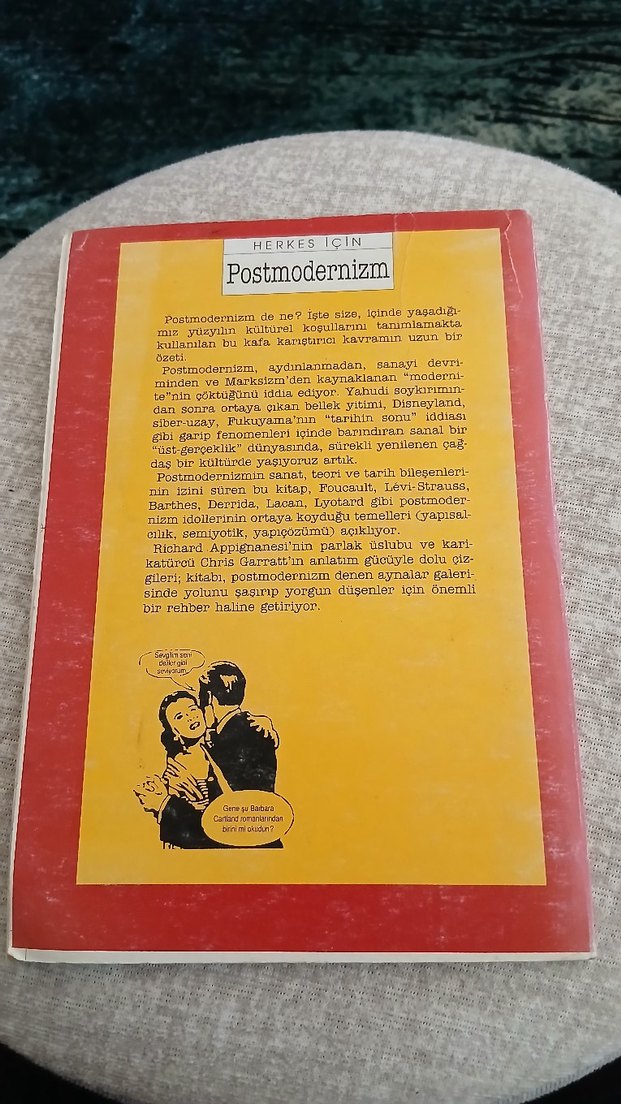 HERKES İÇİN
Postmodernizm
Postmodernizm de ne? İşte size, içinde yaşadığı-
mız yüzyılın kültürel koşullarını tanımlamakta
kullanılan bu kafa karıştırıcı kavramın uzun bir
özeti.
Postmodernizm, aydınlanmadan, sanayi devri-
minden ve Marksizm'den kaynaklanan "moderni-
te"nin çöktüğünü iddia ediyor. Yahudi soykırımın-
dan sonra ortaya çıkan bellek yitimi, Disneyland,
siber-uzay, Fukuyama'nın "tarihin sonu" iddiası
gibi garip fenomenleri içinde barındıran sanal bir
"üst-gerçeklik" dünyasında, sürekli yenilenen çağ-
daş bir kültürde yaşıyoruz artık.
Postmodernizmin sanat, teori ve tarih bileşenleri-
nin izini süren bu kitap, Foucault, Lévi-Strauss,
Barthes, Derrida, Lacan, Lyotard gibi postmoder-
nizm idollerinin ortaya koyduğu temelleri (yapısal-
cılık, semiyotik, yapıçözümü) açıklıyor.
Richard Appignanesi'nin parlak üslubu ve kari-
katürcü Chris Garratt'ın anlatım gücüyle dolu çiz-
gileri; kitabı, postmodernizm denen aynalar galeri-
sinde yolunu şaşırıp yorgun düşenler için önemli
bir rehber haline getiriyor.
Sevgilim seni
deliler gibi
seviyorum
Gene şu Barbara
Cartland romanlarından
birini mi okudun?